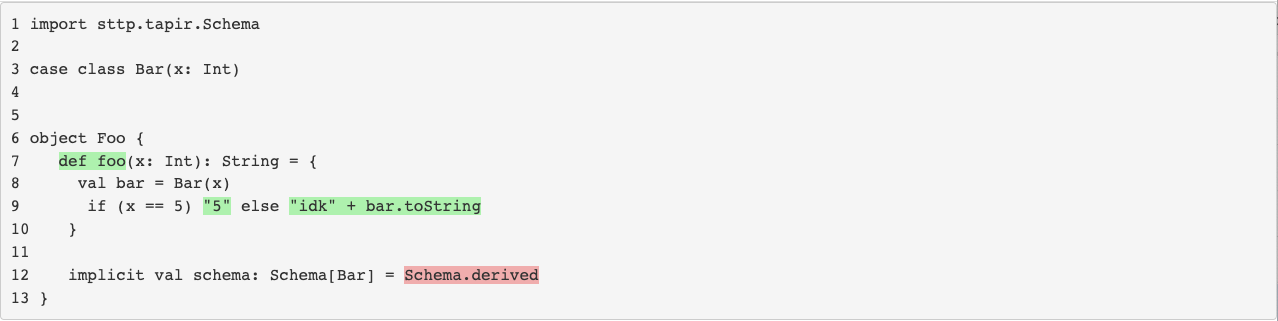 1 import sttp.tapir.Schema
2
3 case class Bar(x: Int)
4
5
6 object Foo {
7    def foo(x: Int): String = {
8      val bar = Bar(x)
9       if (x == 5) "5" else "idk" + bar.toString
10    }
11
12    implicit val schema: Schema[Bar] = Schema.derived
13 }